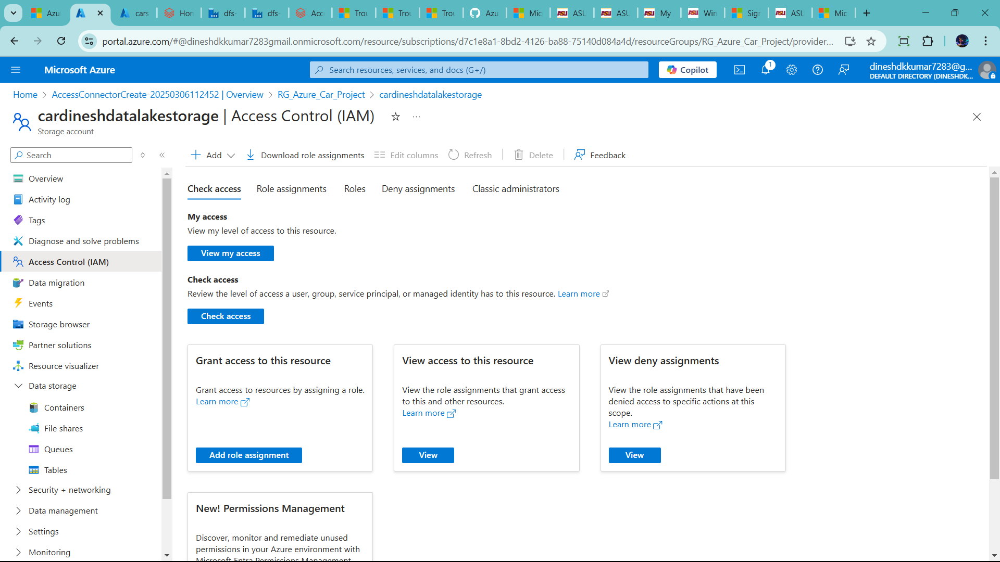 Azu
cars
Hon
dfs-
dfs-
Acc
Trou
Trou
Trou
Azu
Mic
ASU
ASU
My
Win
Sign
ASU
Mic
portal.azure.com/#@dineshdkkumar7283gmail.onmicrosoft.com/resource/subscriptions/d7c1e8a1-8bd2-4126-ba88-75140d084a4d/resourceGroups/RG_Azure_Car_Project/provider...
Microsoft Azure
Search resources, services, and docs (G+/)
Copilot
1
dineshdkkumar7283@g...
DEFAULT DIRECTORY (DINESHDK...
Home > AccessConnectorCreate-20250306112452 | Overview > RG_Azure_Car_Project > cardineshdatalakestorage
cardineshdatalakestorage | Access Control (IAM)
Storage account
Search
Add
Download role assignments
Edit columns
Refresh
Delete
Feedback
Overview
Activity log
Tags
Diagnose and solve problems
Access Control (IAM)
Data migration
Events
Storage browser
Partner solutions
Resource visualizer
Data storage
Containers
File shares
Queues
Tables
Security + networking
Data management
Settings
Monitoring
Check access
Role assignments
Roles
Deny assignments
Classic administrators
My access
View my level of access to this resource.
View my access
Check access
Review the level of access a user, group, service principal, or managed identity has to this resource. Learn more
Check access
Grant access to this resource
Grant access to resources by assigning a role.
Learn more
Add role assignment
View access to this resource
View the role assignments that grant access
to this and other resources.
Learn more
View
View deny assignments
View the role assignments that have been
denied access to specific actions at this
scope.
Learn more
View
New! Permissions Management
Discover, monitor and remediate unused
permissions in your Azure environment with
Microsoft Entra Permissions Management